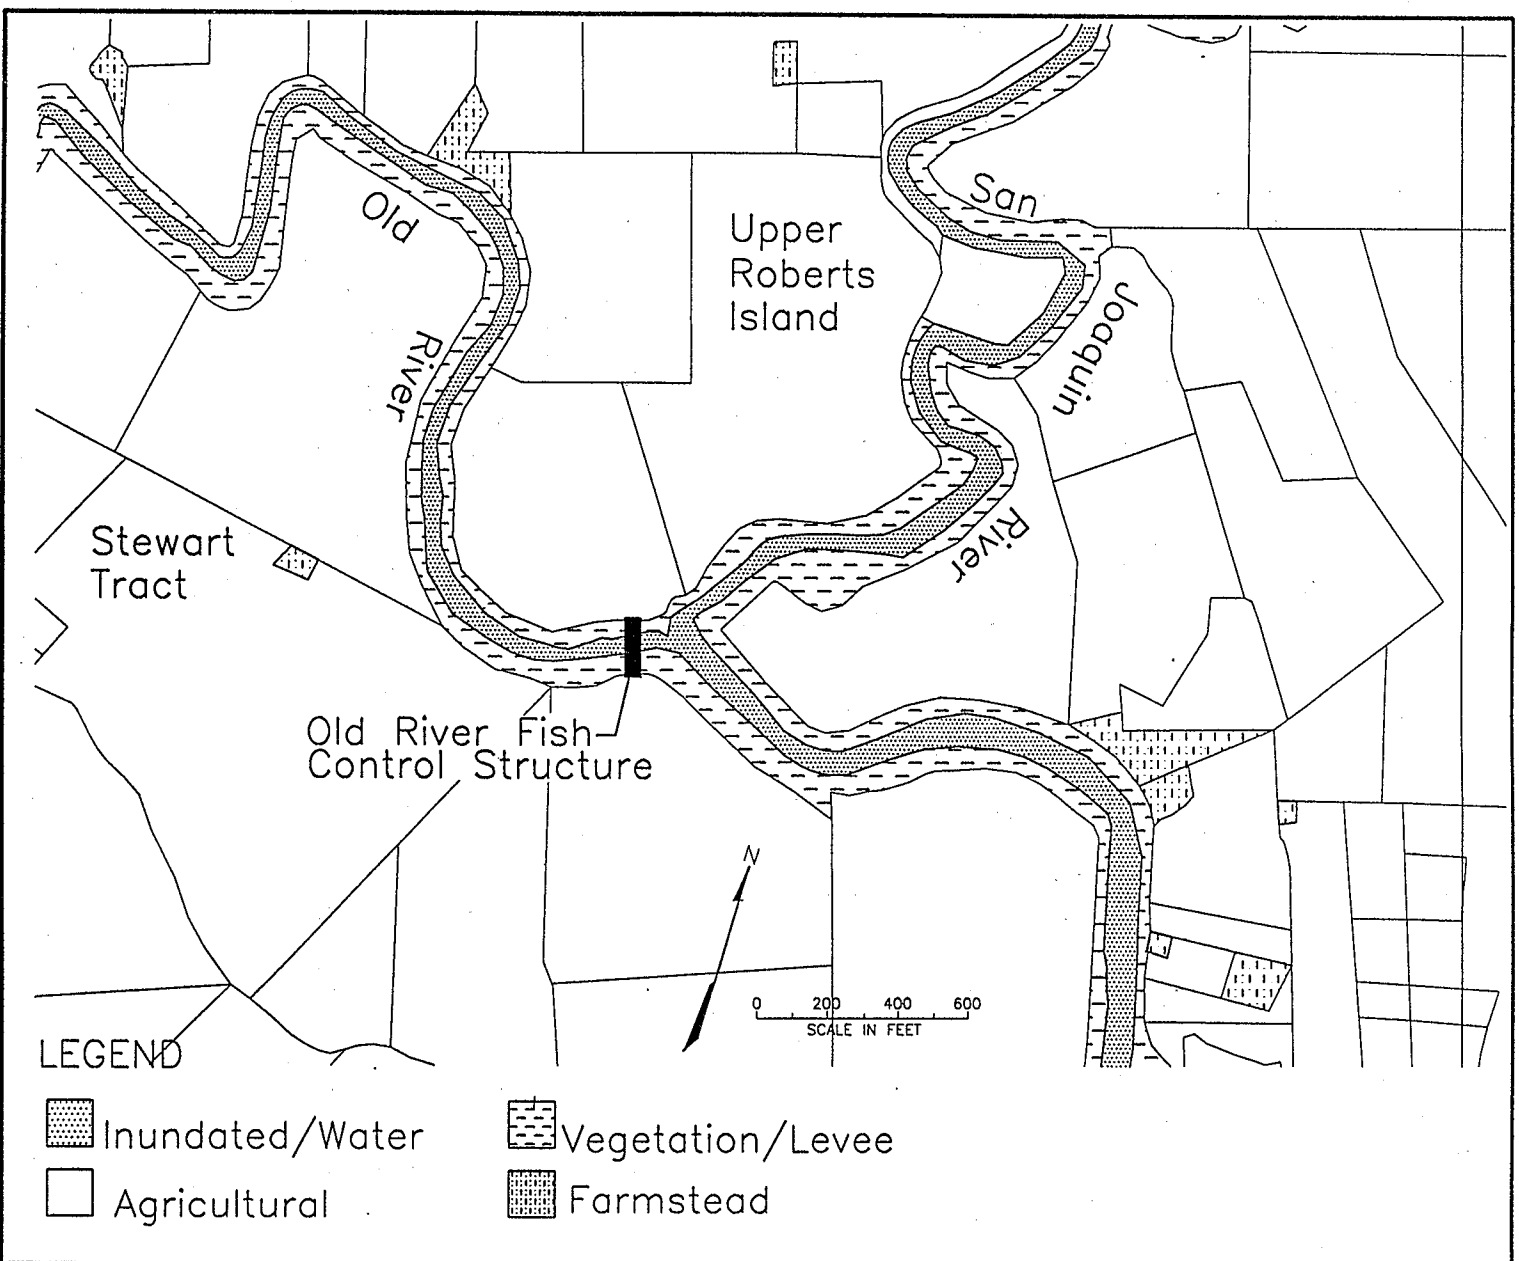 Old
River
Upper
Roberts
Island
San
Joaquin
River
Stewart
Tract
Old River Fish
Control Structure
N
0 200 400 600
SCALE IN FEET
LEGEND
Inundated/Water
Vegetation/Levee
Agricultural
Farmstead